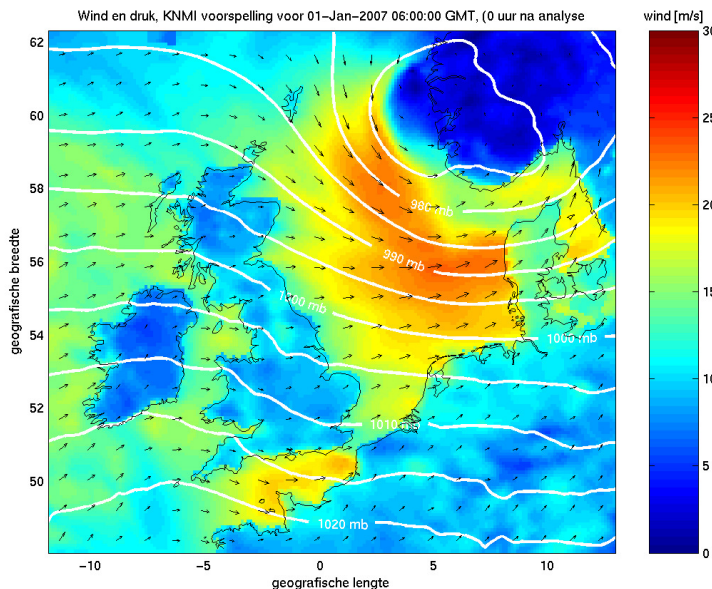 Wind en druk, KNMI voorspelling voor 01-Jan-2007 06:00:00 GMT, (0 uur na analyse
wind [m/s]
62
60
58
56
54
52
50
geografische breedte
-10
-5
0
5
10
geografische lengte
980 mb
990 mb
1000 mb
1000
1010
1020 mb
30
25
20
15
10
5
0